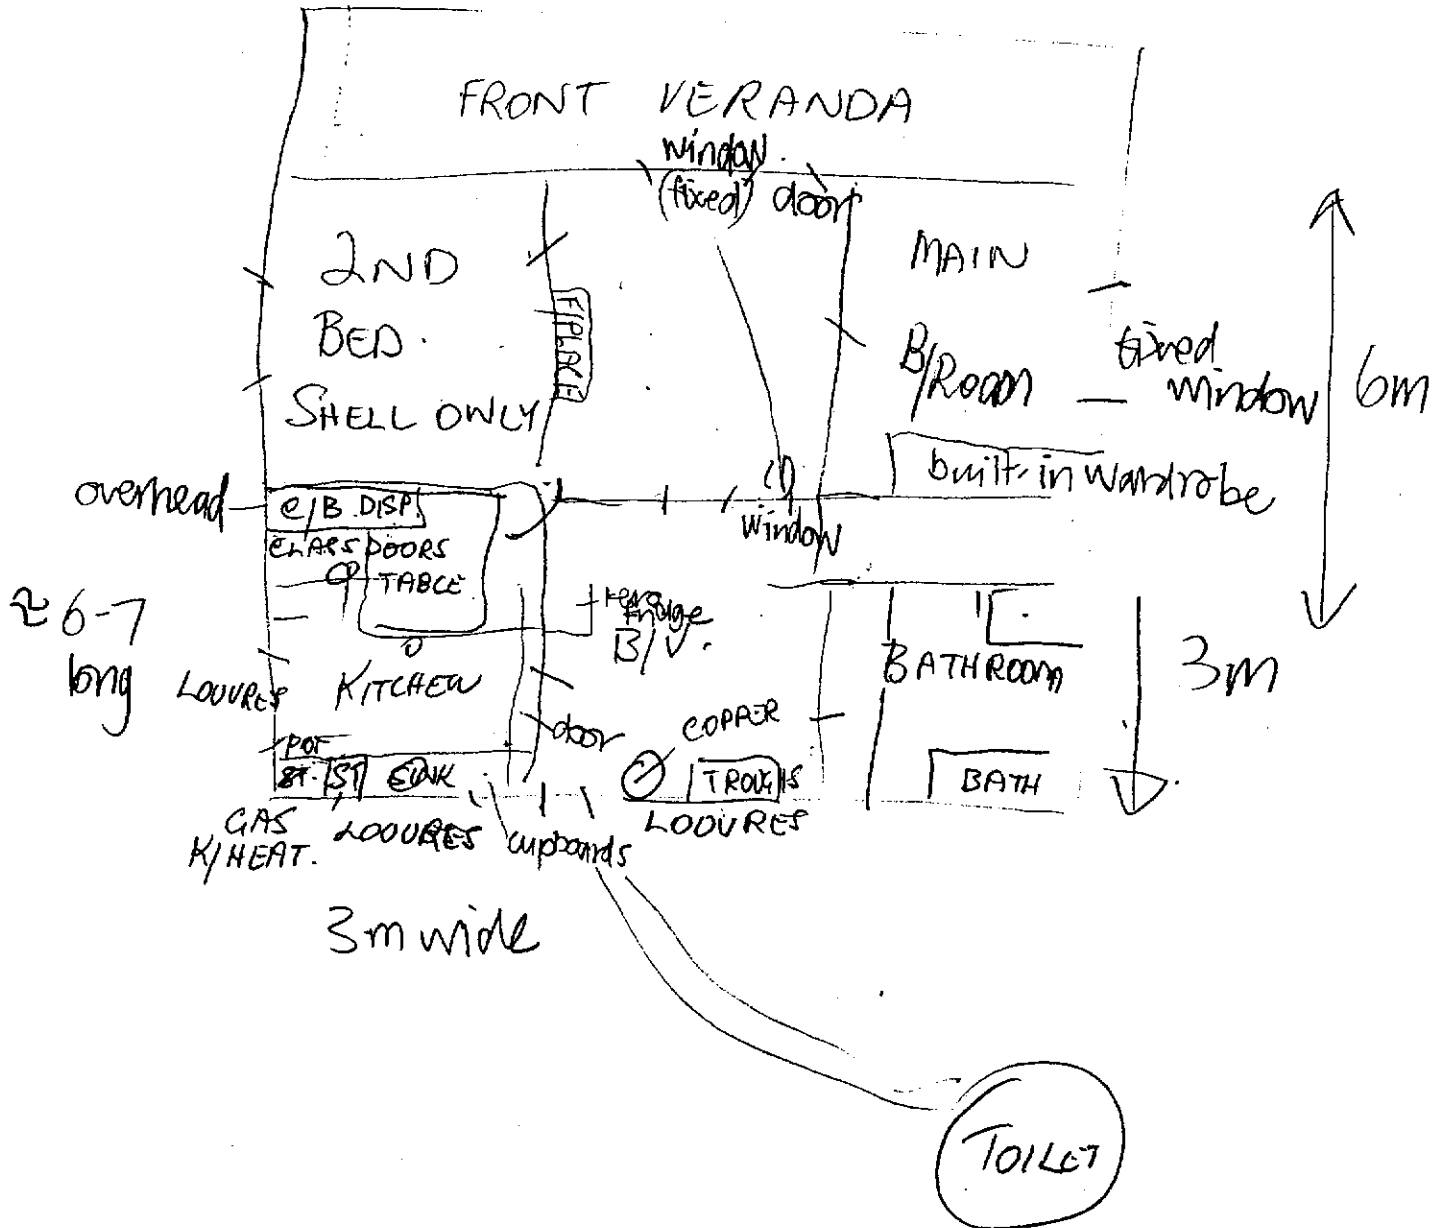 FRONT VERANDA
window
(fixed) door
2ND
BED.
SHELL ONLY
F/PLACE
MAIN
B/ROOM
fixed
window
6m
built-in wardrobe
overhead
C/B DISP.
GLASS DOORS
TABLE
window
≈ 6-7
long
fridge
B/V.
LOUVRES
KITCHEN
BATHROOM
3m
door
COPPER
POT
ST. ST SINK
TROUGHS
BATH
GAS
K/HEAT.
LOUVRES
cupboards
LOUVRES
3m wide
TOILET